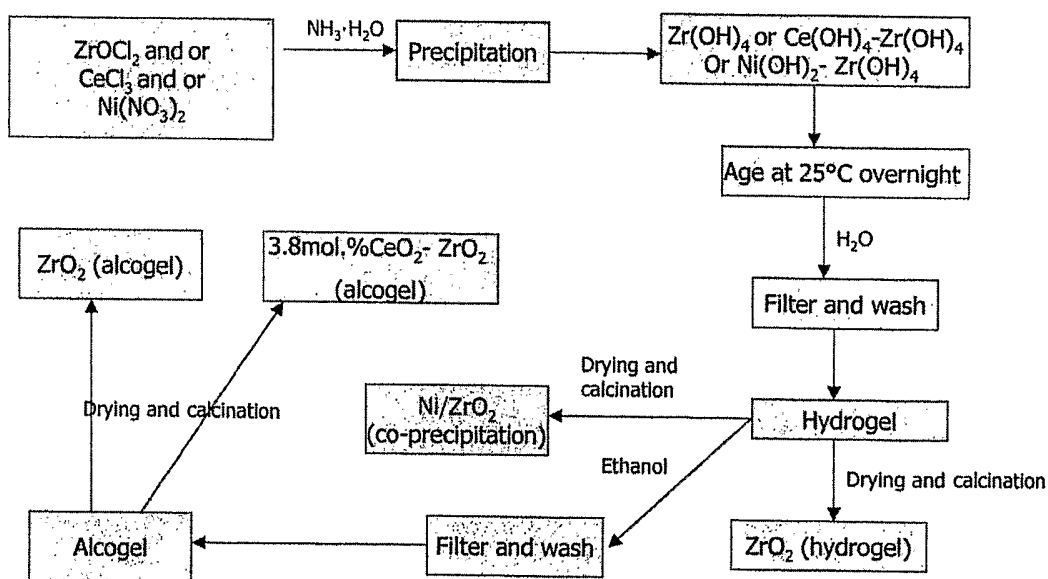 ZrOCl₂ and or
CeCl₃ and or
Ni(NO₃)₂
NH₃·H₂O
Precipitation
Zr(OH)₄ or Ce(OH)₄-Zr(OH)₄
Or Ni(OH)₂- Zr(OH)₄
Age at 25°C overnight
H₂O
Filter and wash
Hydrogel
Drying and calcination
ZrO₂ (hydrogel)
Drying and
calcination
Ni/ZrO₂
(co-precipitation)
Ethanol
Filter and wash
Alcogel
Drying and calcination
ZrO₂ (alcogel)
3.8mol.%CeO₂- ZrO₂
(alcogel)